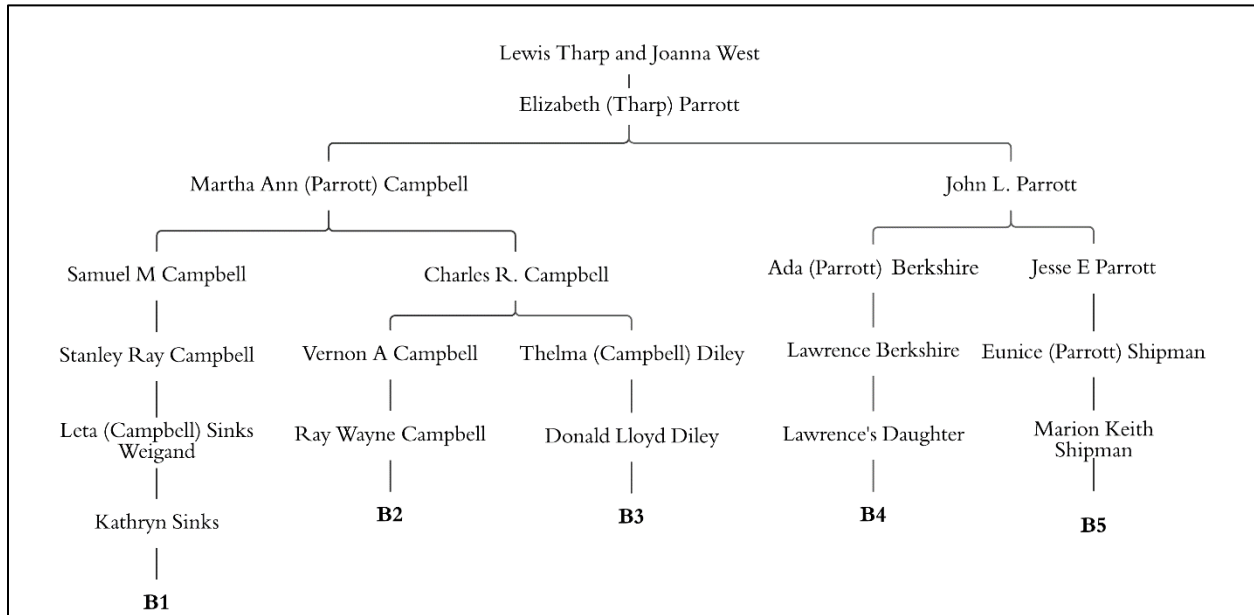 Lewis Tharp and Joanna West
Elizabeth (Tharp) Parrott
Martha Ann (Parrott) Campbell
John L. Parrott
Samuel M Campbell
Charles R. Campbell
Ada (Parrott) Berkshire
Jesse E Parrott
Stanley Ray Campbell
Vernon A Campbell
Thelma (Campbell) Diley
Lawrence Berkshire
Eunice (Parrott) Shipman
Leta (Campbell) Sinks
Weigand
Ray Wayne Campbell
Donald Lloyd Diley
Lawrence's Daughter
Marion Keith
Shipman
Kathryn Sinks
B2
B3
B4
B5
B1